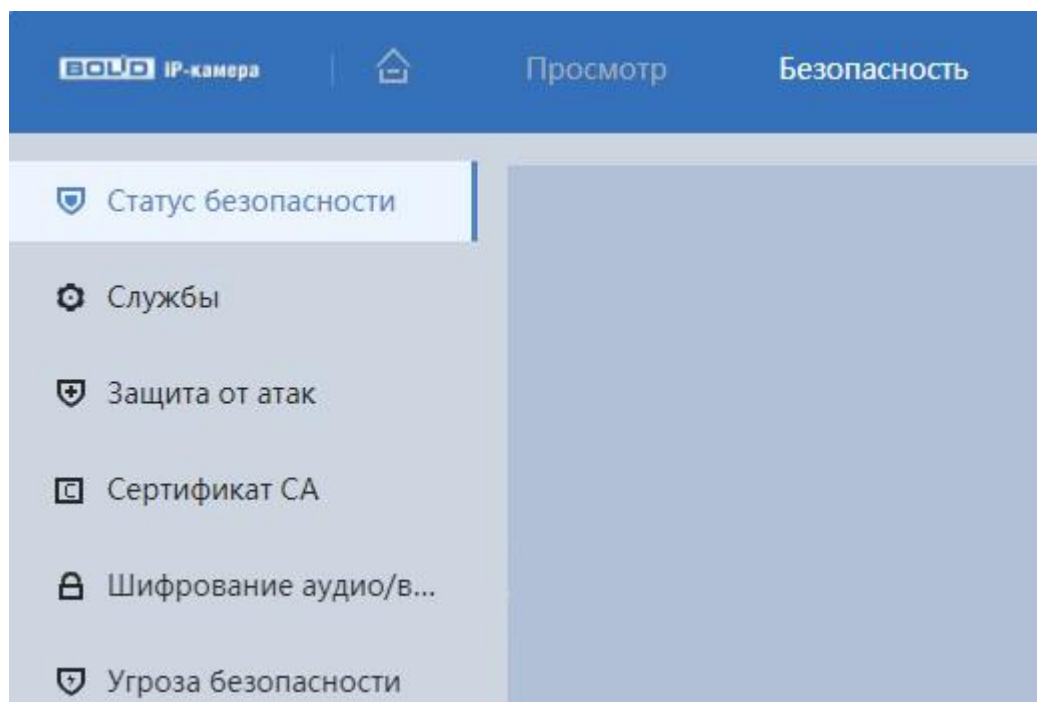 BOLID IP-камера Просмотр Безопасность
Статус безопасности
Службы
Защита от атак
C Сертификат CA
Шифрование аудио/в...
Угроза безопасности